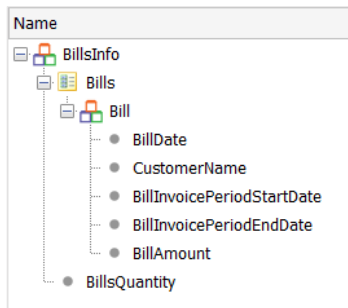 Name
BillsInfo
Bills
Bill
BillDate
CustomerName
BillInvoicePeriodStartDate
BillInvoicePeriodEndDate
BillAmount
BillsQuantity